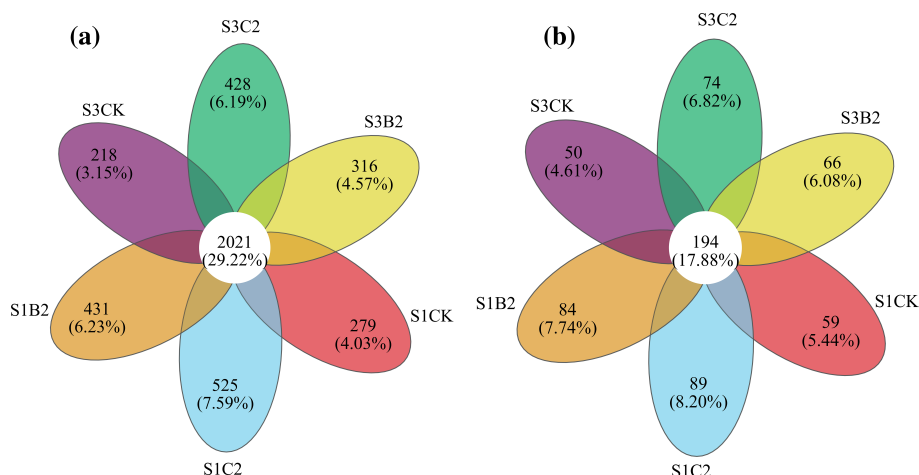 (a)
S3C2
428
(6.19%)
S3CK
218
(3.15%)
S3B2
316
(4.57%)
2021
(29.22%)
S1B2
431
(6.23%)
S1CK
279
(4.03%)
525
(7.59%)
S1C2
(b)
S3C2
74
(6.82%)
S3CK
50
(4.61%)
S3B2
66
(6.08%)
194
(17.88%)
S1B2
84
(7.74%)
S1CK
59
(5.44%)
89
(8.20%)
S1C2